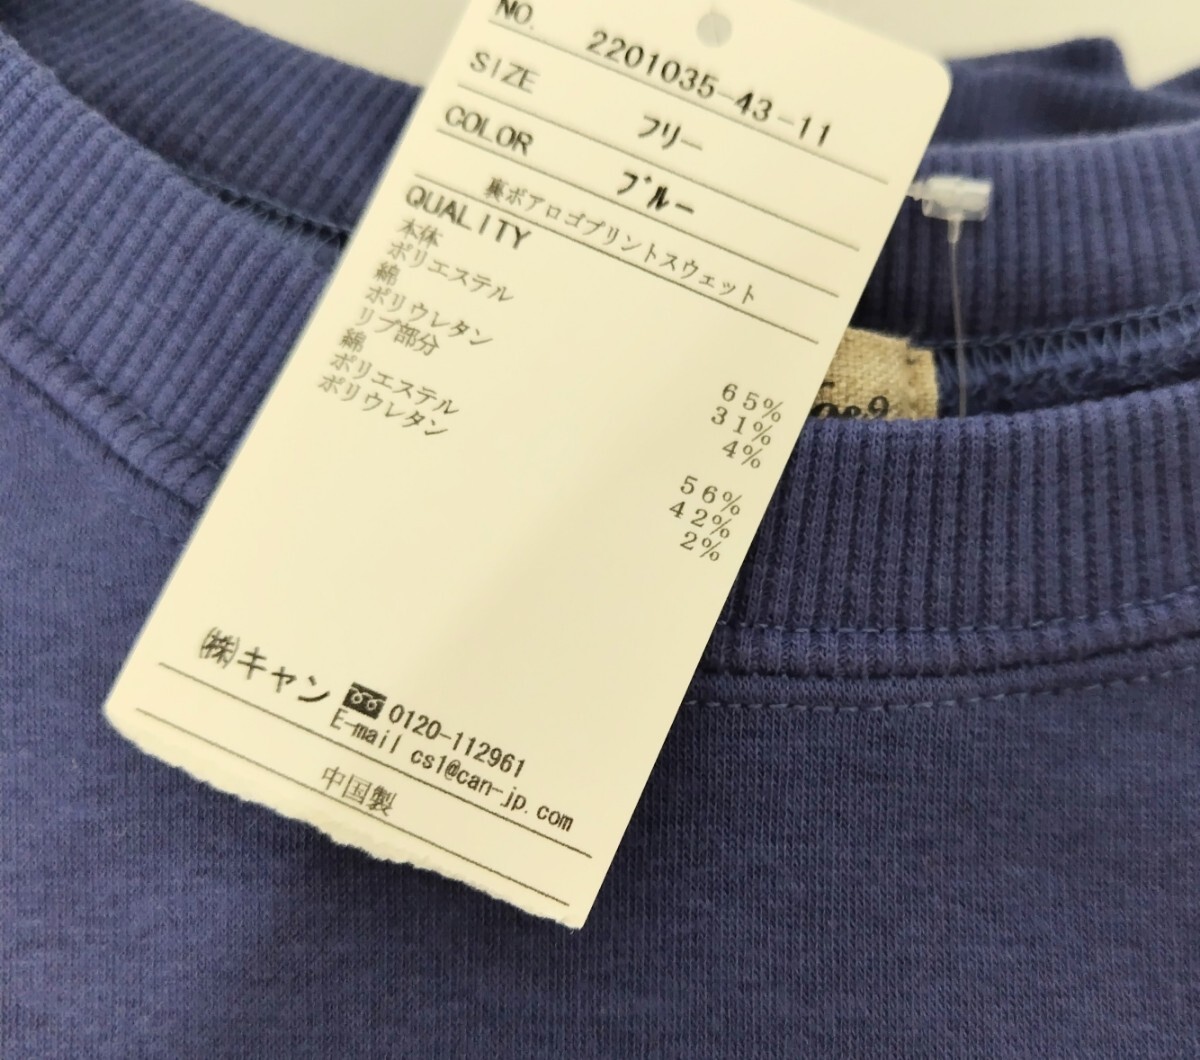 NO. 2201035-43-11
SIZE フリー
COLOR ブルー
裏ボアロゴプリントスウェット
QUALITY
本体
ポリエステル 65%
綿 31%
ポリウレタン 4%
リブ部分
綿 56%
ポリエステル 42%
ポリウレタン 2%
㈱キャン 0120-112961
E-mail cs1@can-jp.com
中国製